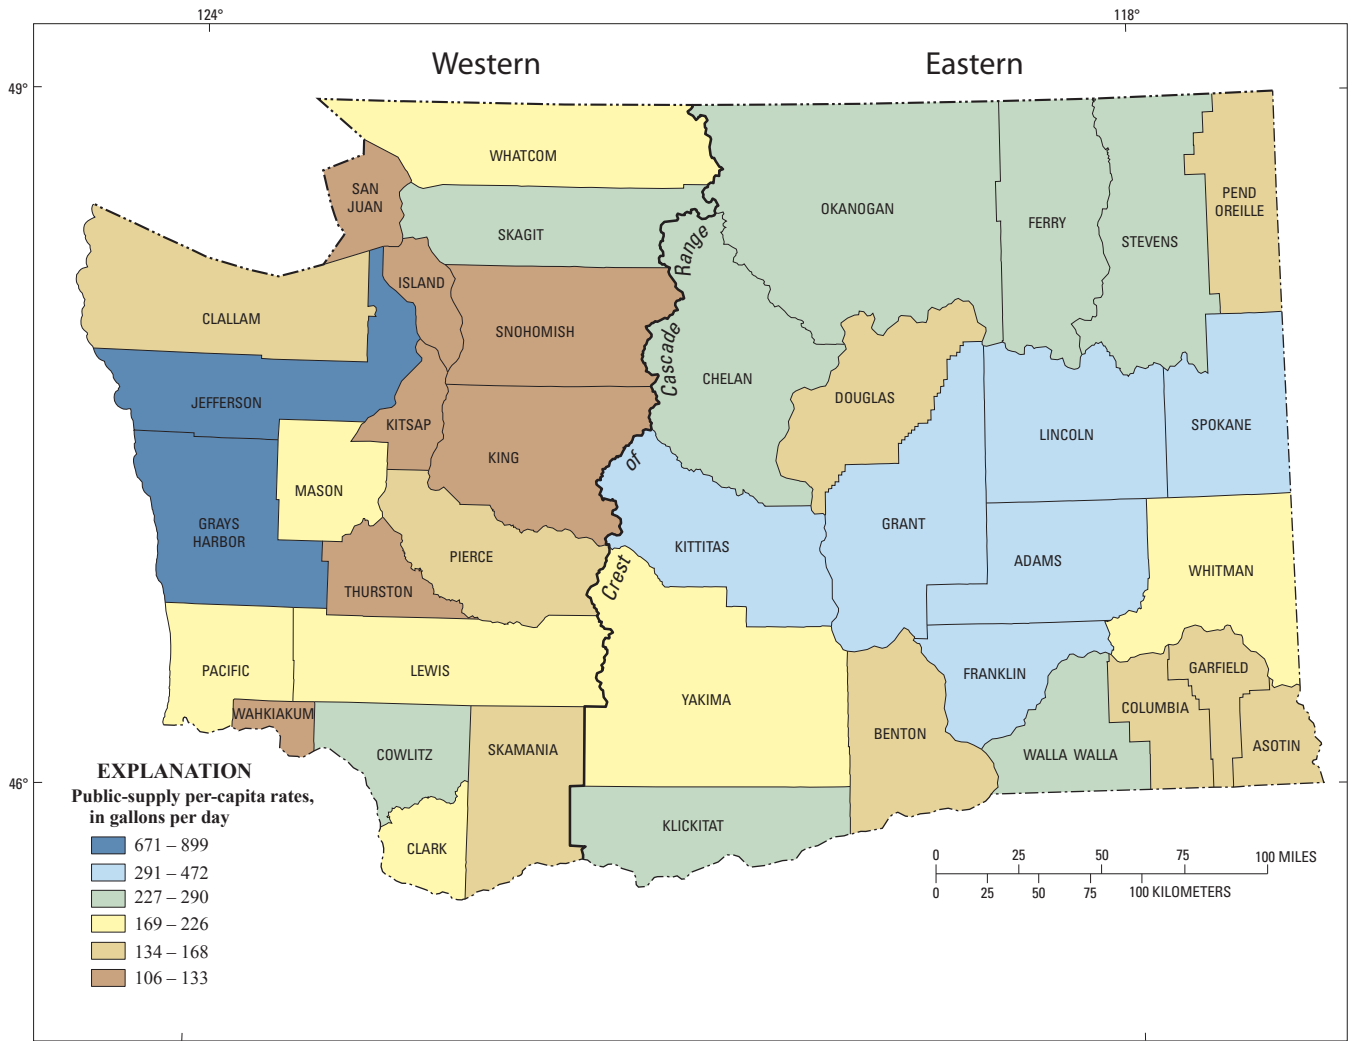 124°
118°
49°
Western
Eastern
WHATCOM
SAN
JUAN
SKAGIT
OKANOGAN
FERRY
STEVENS
PEND
OREILLE
CLALLAM
ISLAND
SNOHOMISH
Crest of Cascade Range
CHELAN
DOUGLAS
JEFFERSON
KITSAP
KING
LINCOLN
SPOKANE
MASON
GRAYS
HARBOR
PIERCE
KITTITAS
GRANT
ADAMS
WHITMAN
THURSTON
PACIFIC
LEWIS
YAKIMA
FRANKLIN
GARFIELD
COLUMBIA
WAHKIAKUM
COWLITZ
SKAMANIA
BENTON
WALLA WALLA
ASOTIN
46°
KLICKITAT
CLARK
EXPLANATION
Public-supply per-capita rates,
in gallons per day
671 – 899
291 – 472
227 – 290
169 – 226
134 – 168
106 – 133
0 25 50 75 100 MILES
0 25 50 75 100 KILOMETERS